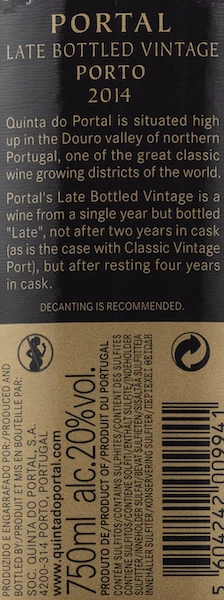 PORTAL
LATE BOTTLED VINTAGE
PORTO
2014
Quinta do Portal is situated high
up in the Douro valley of northern
Portugal, one of the great classic
wine growing districts of the world.
Portal's Late Bottled Vintage is a
wine from a single year but bottled
"Late", not after two years in cask
(as is the case with Classic Vintage
Port), but after resting four years
in cask.
DECANTING IS RECOMMENDED.
PRODUZIDO E ENGARRAFADO POR:/PRODUCED AND
BOTTLED BY/PRODUIT ET MIS EN BOUTEILLE PAR:
SOC. QUINTA DO PORTAL, S.A.
4200-314 PORTO, PORTUGAL
www.quintadoportal.com
750ml alc.20%vol.
PRODUTO DE/PRODUCT OF/PRODUIT DU PORTUGAL
CONTÉM SULFITOS/CONTAINS SULPHITES/CONTIENT DES SULFITES